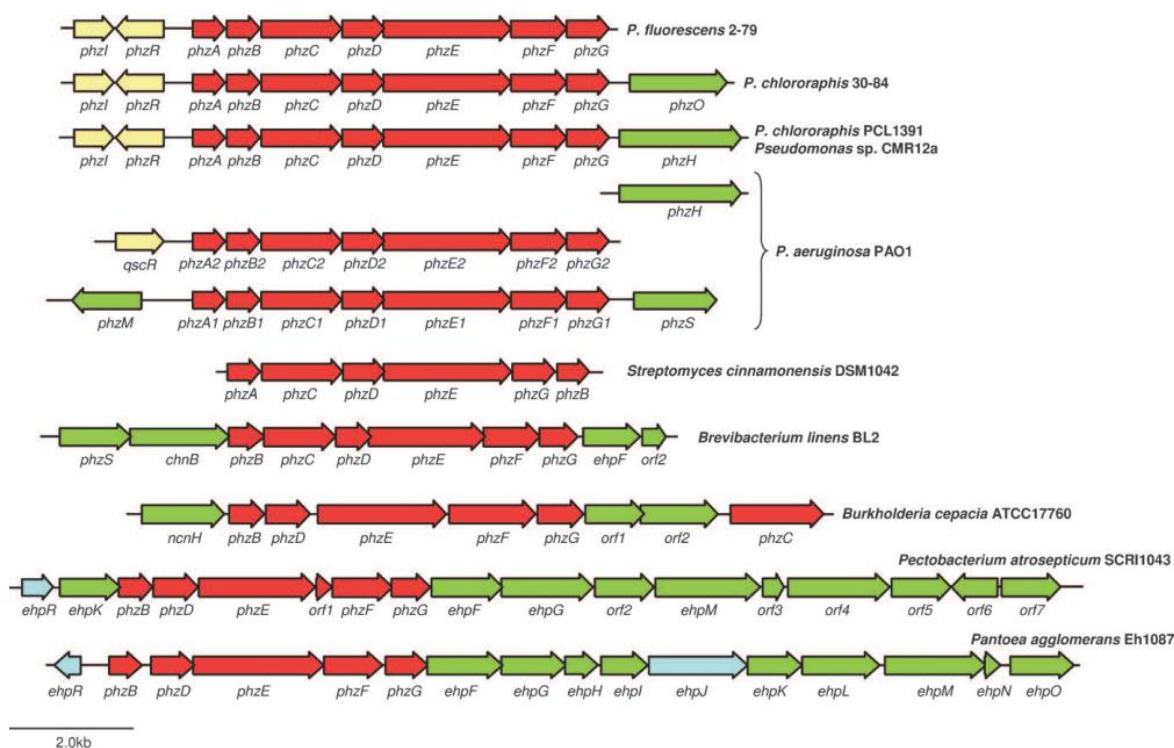 P. fluorescens 2-79
phzI phzR phzA phzB phzC phzD phzE phzF phzG
P. chlororaphis 30-84
phzI phzR phzA phzB phzC phzD phzE phzF phzG phzO
P. chlororaphis PCL1391
Pseudomonas sp. CMR12a
phzI phzR phzA phzB phzC phzD phzE phzF phzG phzH
phzH
P. aeruginosa PAO1
qscR phzA2 phzB2 phzC2 phzD2 phzE2 phzF2 phzG2
phzM phzA1 phzB1 phzC1 phzD1 phzE1 phzF1 phzG1 phzS
Streptomyces cinnamonensis DSM1042
phzA phzC phzD phzE phzG phzB
Brevibacterium linens BL2
phzS chnB phzB phzC phzD phzE phzF phzG ehpF orf2
Burkholderia cepacia ATCC17760
ncnH phzB phzD phzE phzF phzG orf1 orf2 phzC
Pectobacterium atrosepticum SCRI1043
ehpR ehpK phzB phzD phzE orf1 phzF phzG ehpF ehpG orf2 ehpM orf3 orf4 orf5 orf6 orf7
Pantoea agglomerans Eh1087
ehpR phzB phzD phzE phzF phzG ehpF ehpG ehpH ehpI ehpJ ehpK ehpL ehpM ehpN ehpO
2.0kb